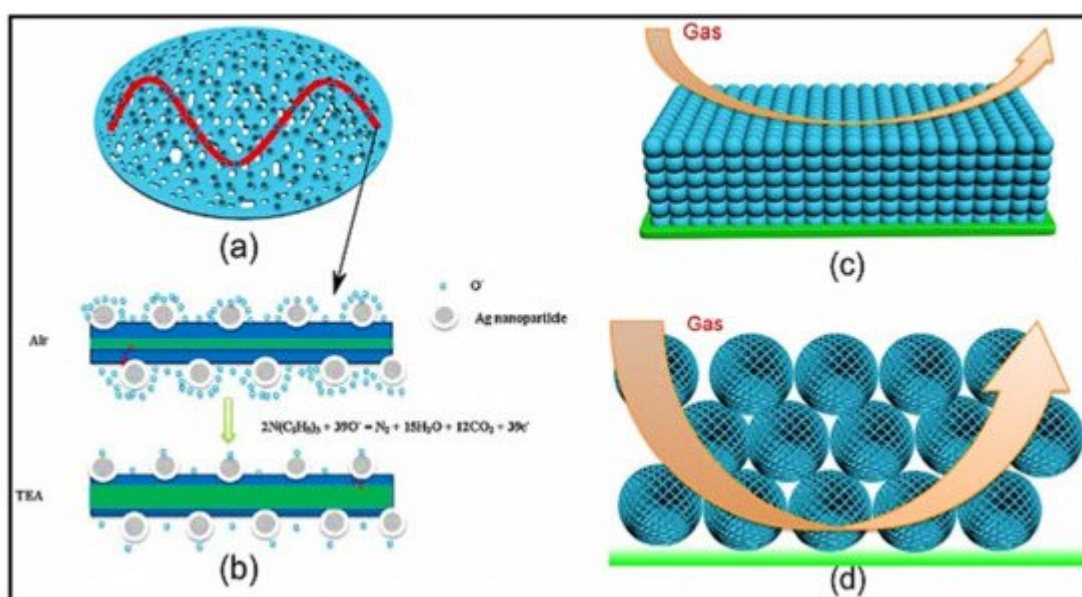 Gas
(a)
(c)
O⁻
Ag nanoparticle
Air
2N(C₂H₅)₃ + 39O⁻ = N₂ + 15H₂O + 12CO₂ + 39e⁻
TEA
(b)
Gas
(d)